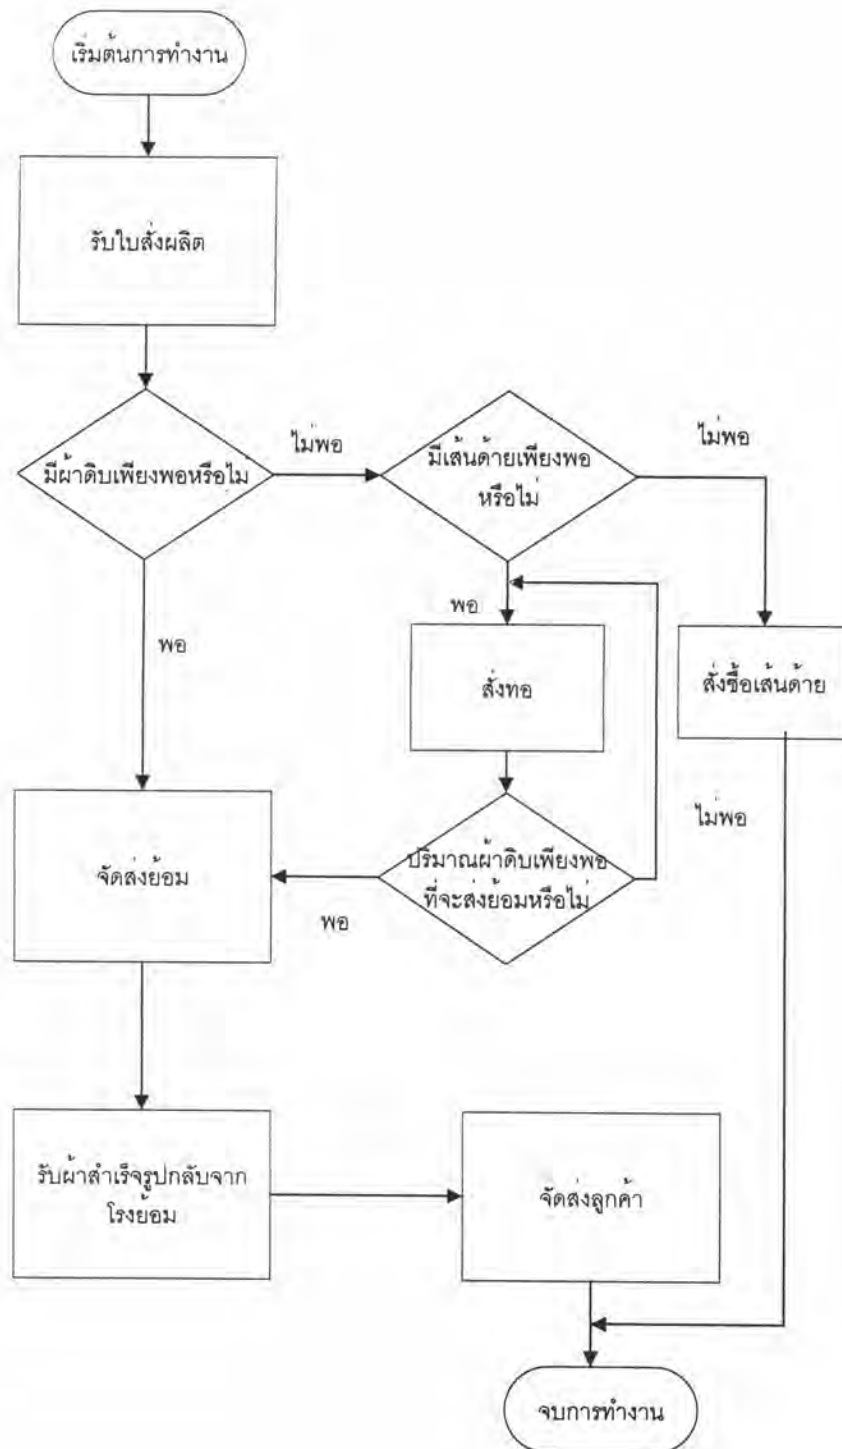 เริ่มต้นการทำงาน
รับใบสั่งผลิต
มีผ้าดิบเพียงพอหรือไม่
ไม่พอ
มีเส้นด้ายเพียงพอ
หรือไม่
ไม่พอ
พอ
พอ
สั่งทอ
สั่งซื้อเส้นด้าย
ไม่พอ
จัดส่งย้อม
ปริมาณผ้าดิบเพียงพอ
ที่จะส่งย้อมหรือไม่
พอ
รับผ้าสำเร็จรูปกลับจาก
โรงย้อม
จัดส่งลูกค้า
จบการทำงาน